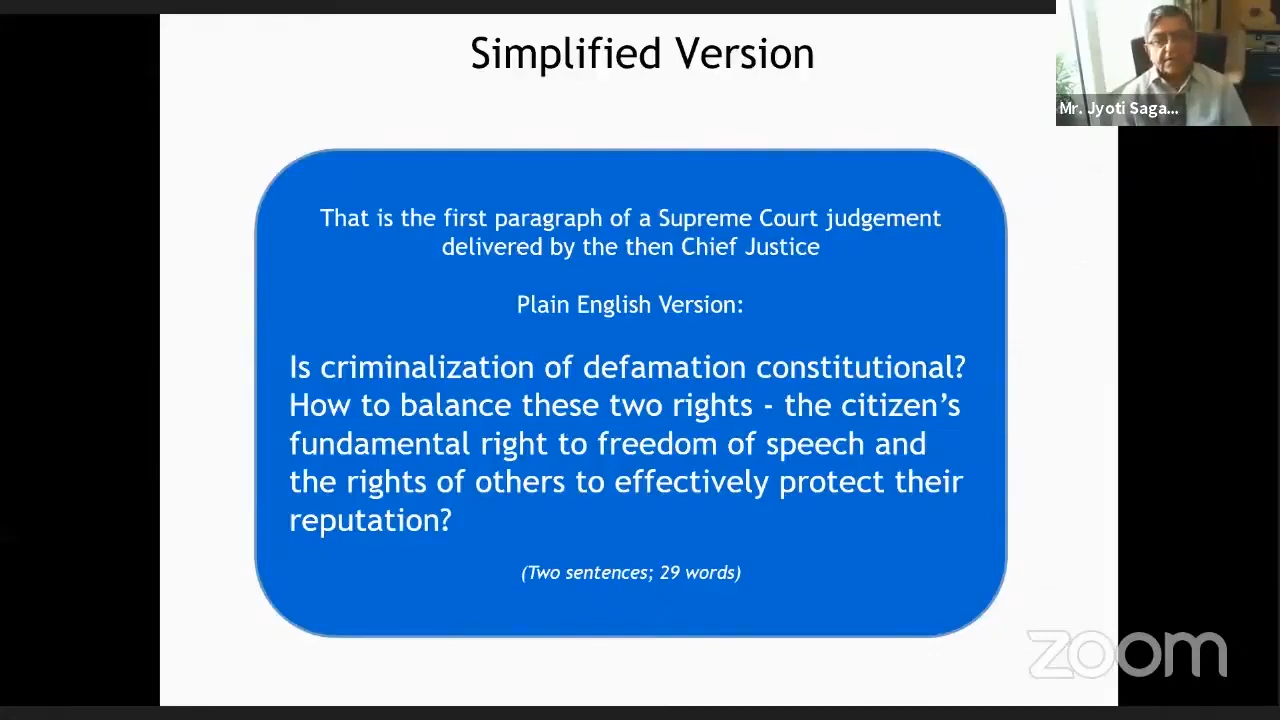 Simplified Version
Mr. Jyoti Saga...
That is the first paragraph of a Supreme Court judgement
delivered by the then Chief Justice
Plain English Version:
Is criminalization of defamation constitutional?
How to balance these two rights - the citizen’s
fundamental right to freedom of speech and
the rights of others to effectively protect their
reputation?
(Two sentences; 29 words)
zoom